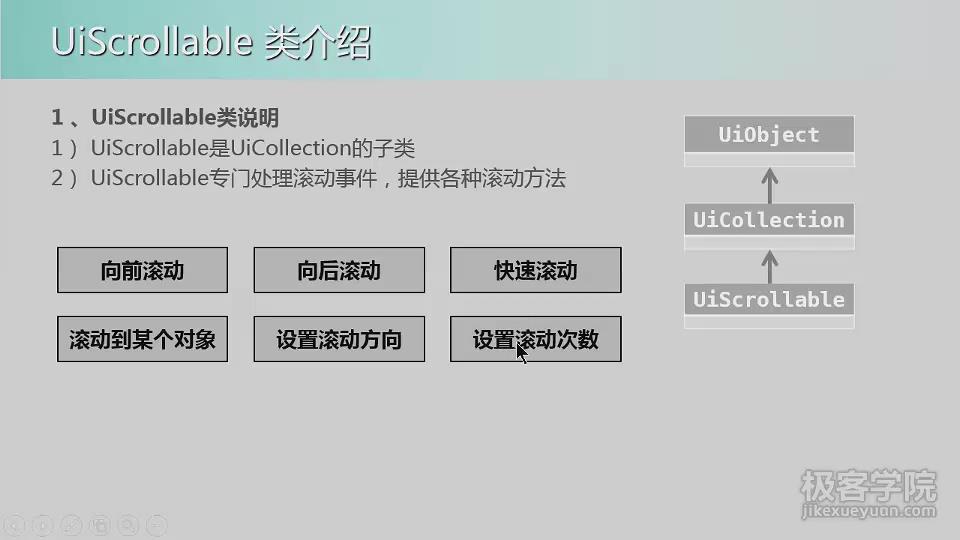 UiScrollable 类介绍
1 、UiScrollable类说明
1） UiScrollable是UiCollection的子类
2） UiScrollable专门处理滚动事件，提供各种滚动方法
向前滚动
向后滚动
快速滚动
滚动到某个对象
设置滚动方向
设置滚动次数
UiObject
UiCollection
UiScrollable
极客学院
jikexueyuan.com